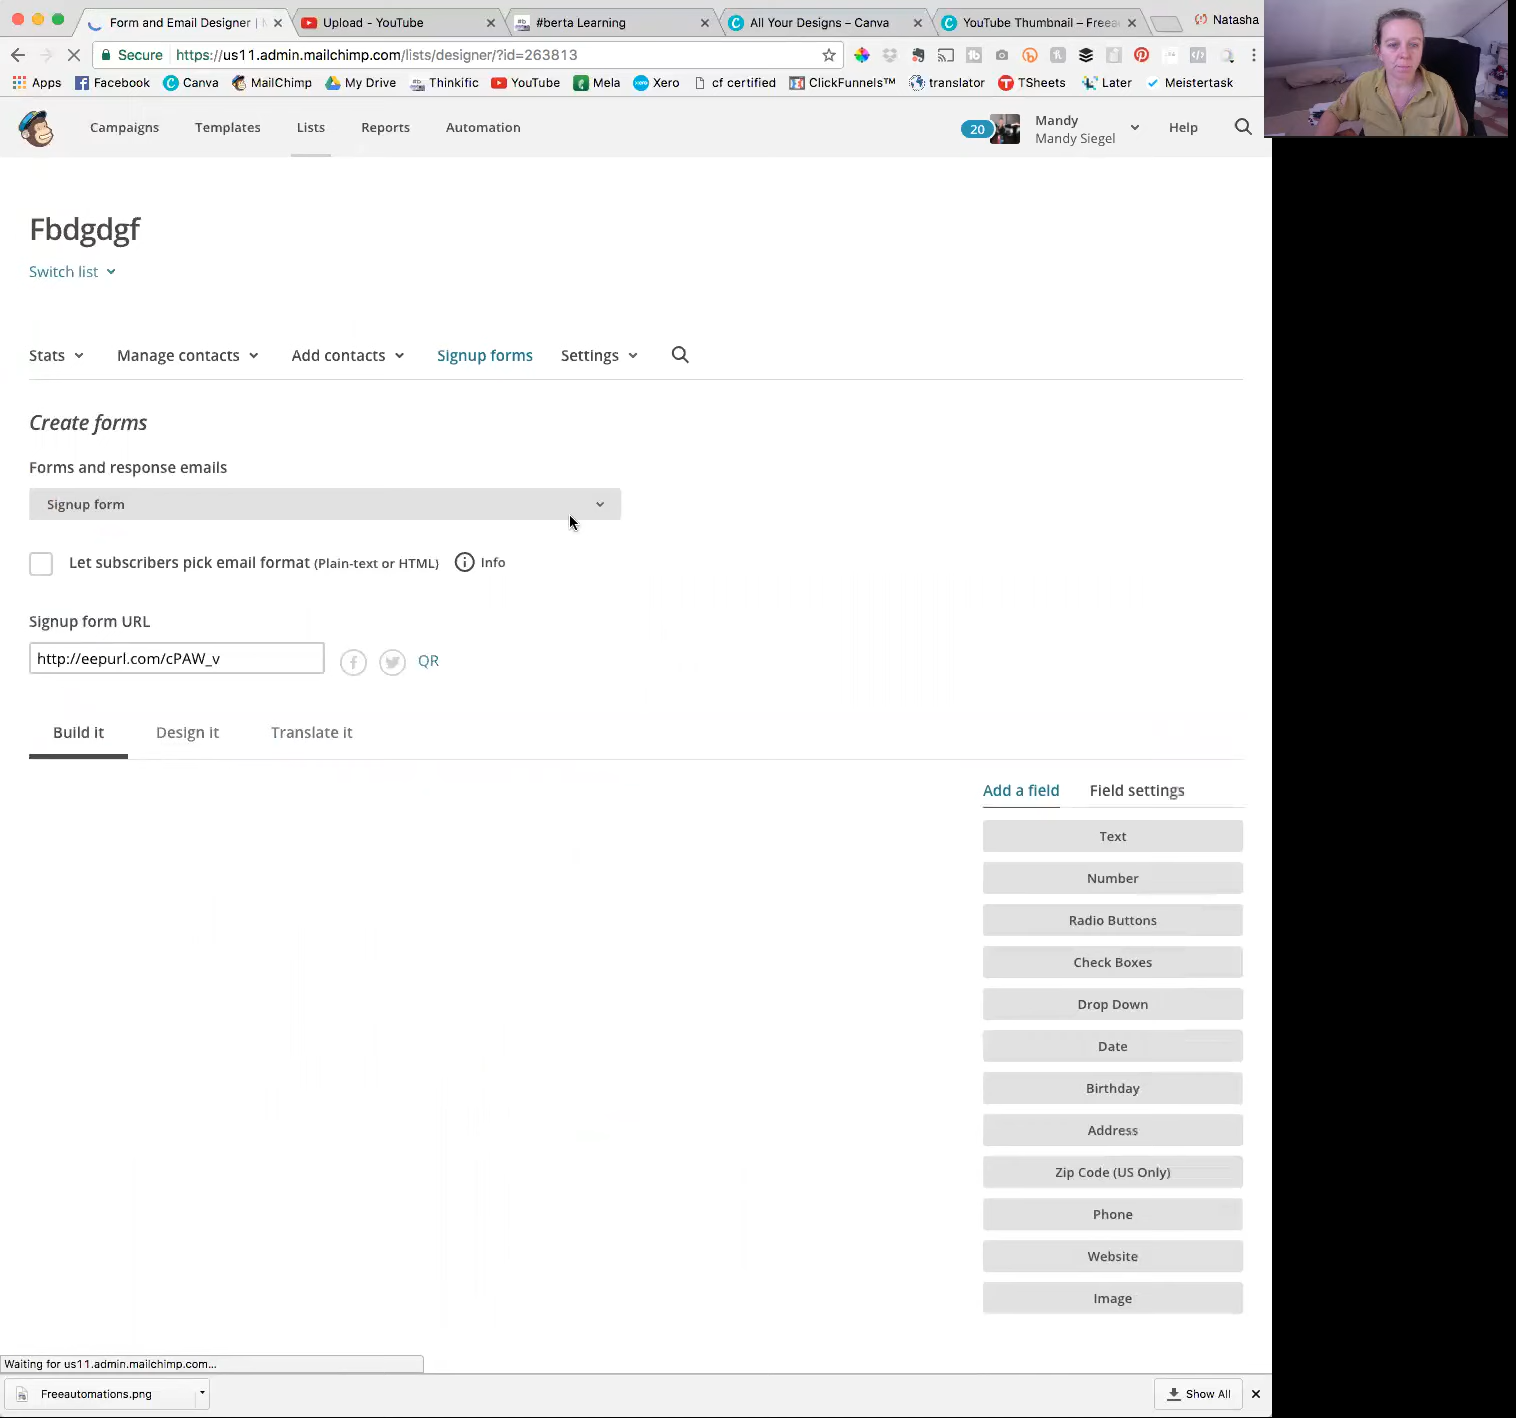 Form and Email Designer | M
Upload - YouTube
#berta Learning
All Your Designs – Canva
YouTube Thumbnail – Freea
Natasha
Secure
https://us11.admin.mailchimp.com/lists/designer/?id=263813
Apps
Facebook
Canva
MailChimp
My Drive
Thinkific
YouTube
Mela
Xero
cf certified
ClickFunnels™
translator
TSheets
Later
Meistertask
Campaigns
Templates
Lists
Reports
Automation
20
Mandy
Mandy Siegel
Help
Fbdgdgf
Switch list
Stats
Manage contacts
Add contacts
Signup forms
Settings
Create forms
Forms and response emails
Signup form
Let subscribers pick email format (Plain-text or HTML)
Info
Signup form URL
http://eepurl.com/cPAW_v
QR
Build it
Design it
Translate it
Add a field
Field settings
Text
Number
Radio Buttons
Check Boxes
Drop Down
Date
Birthday
Address
Zip Code (US Only)
Phone
Website
Image
Waiting for us11.admin.mailchimp.com...
Freeautomations.png
Show All